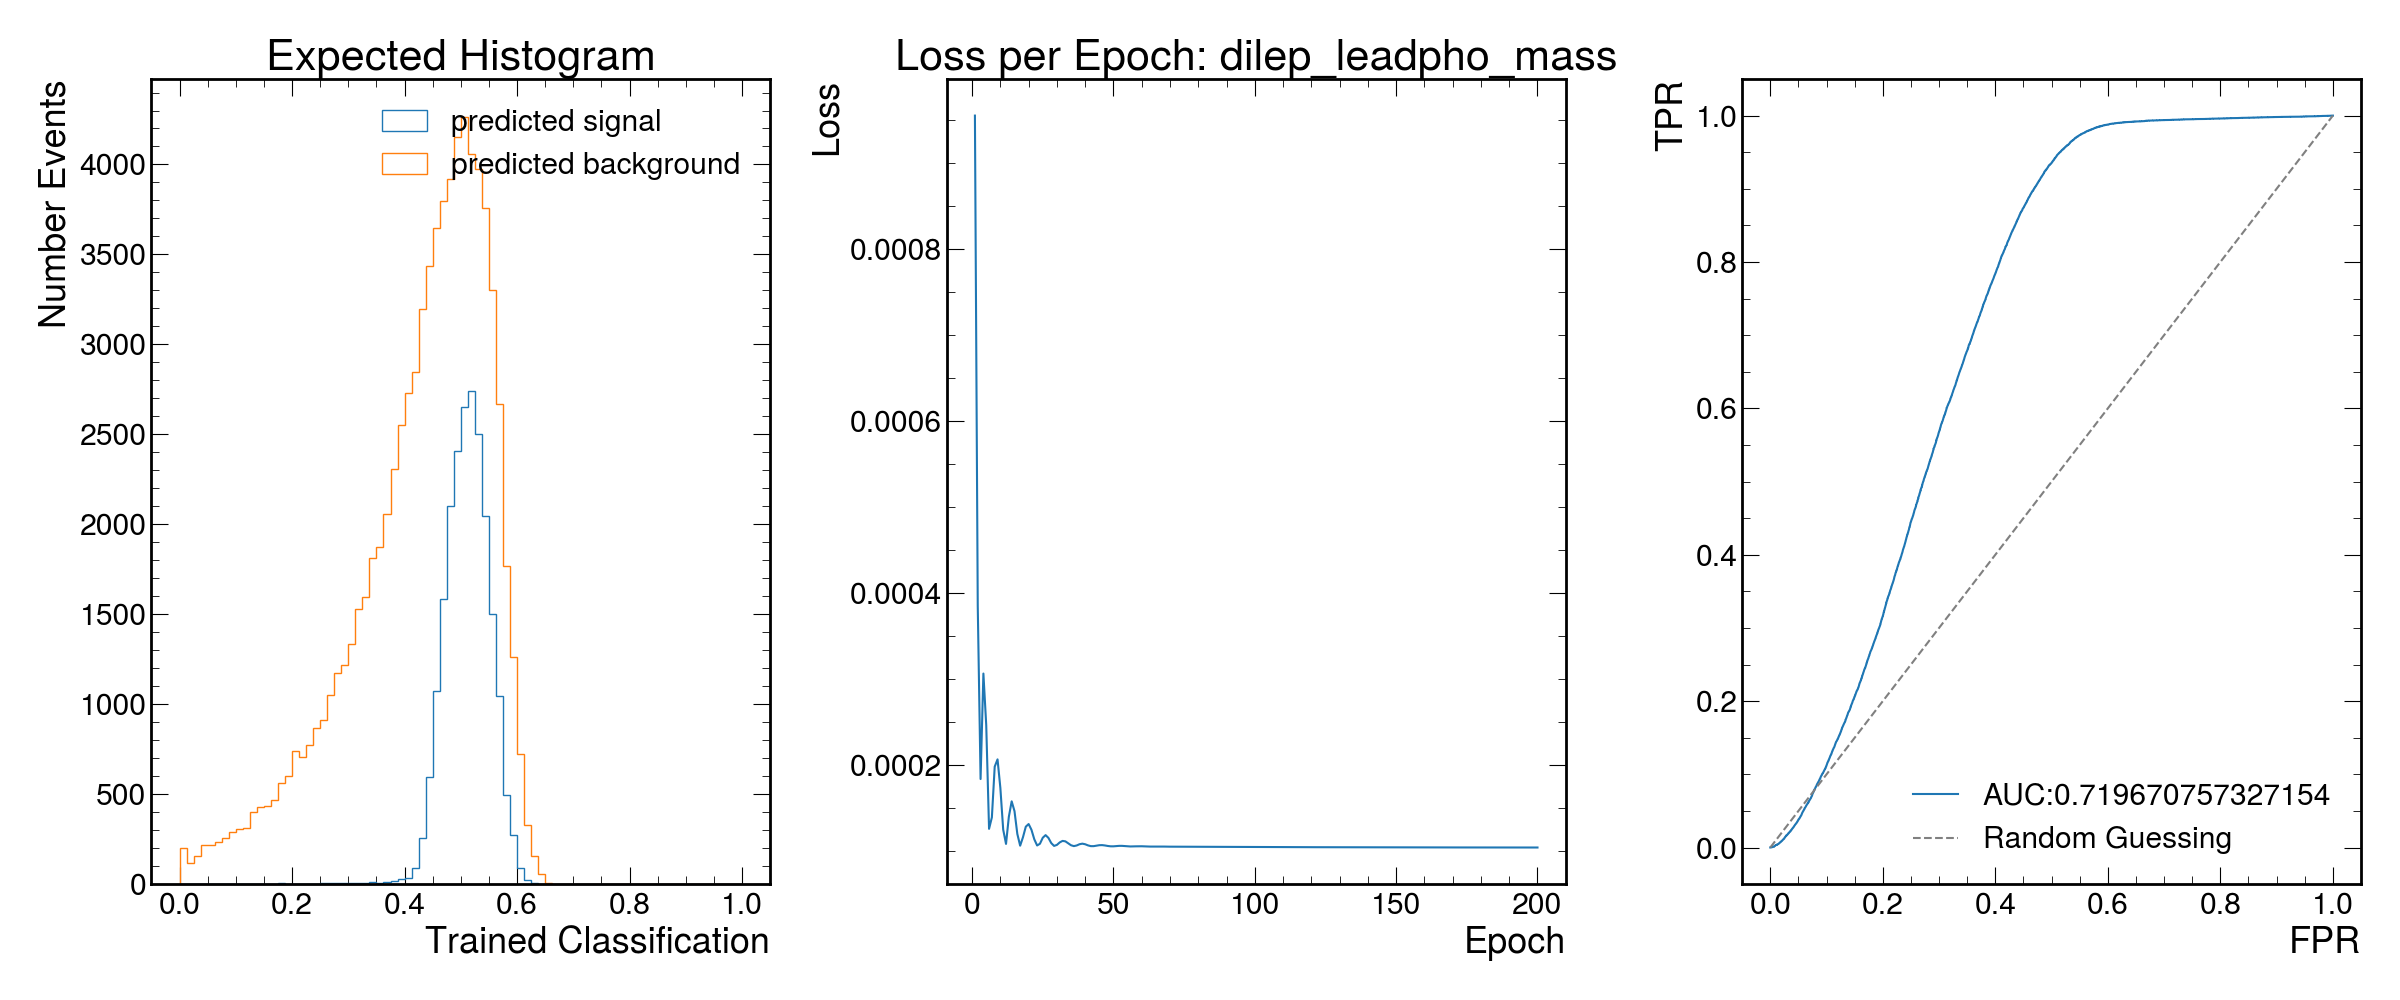 Expected Histogram
Number Events
predicted signal
predicted background
4000
3500
3000
2500
2000
1500
1000
500
0
0.0 0.2 0.4 0.6 0.8 1.0
Trained Classification
Loss per Epoch: dilep_leadpho_mass
Loss
0.0008
0.0006
0.0004
0.0002
0 50 100 150 200
Epoch
TPR
1.0
0.8
0.6
0.4
0.2
0.0
AUC:0.719670757327154
Random Guessing
0.0 0.2 0.4 0.6 0.8 1.0
FPR